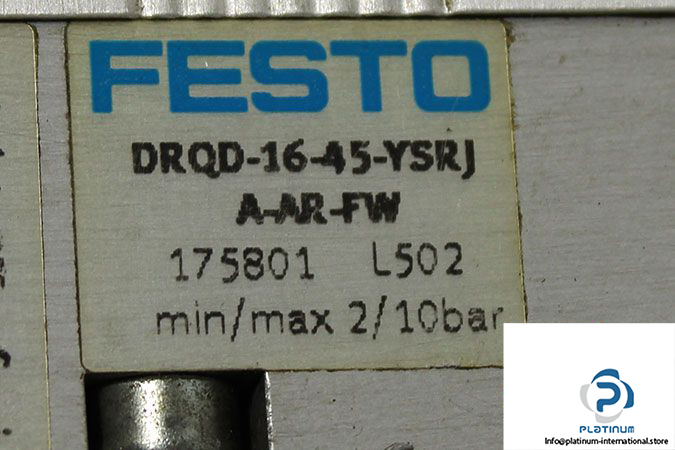 FESTO
DRQD-16-45-YSRJ
A-AR-FW
175801 L502
min/max 2/10bar
PLATINUM
Info@platinum-international.store